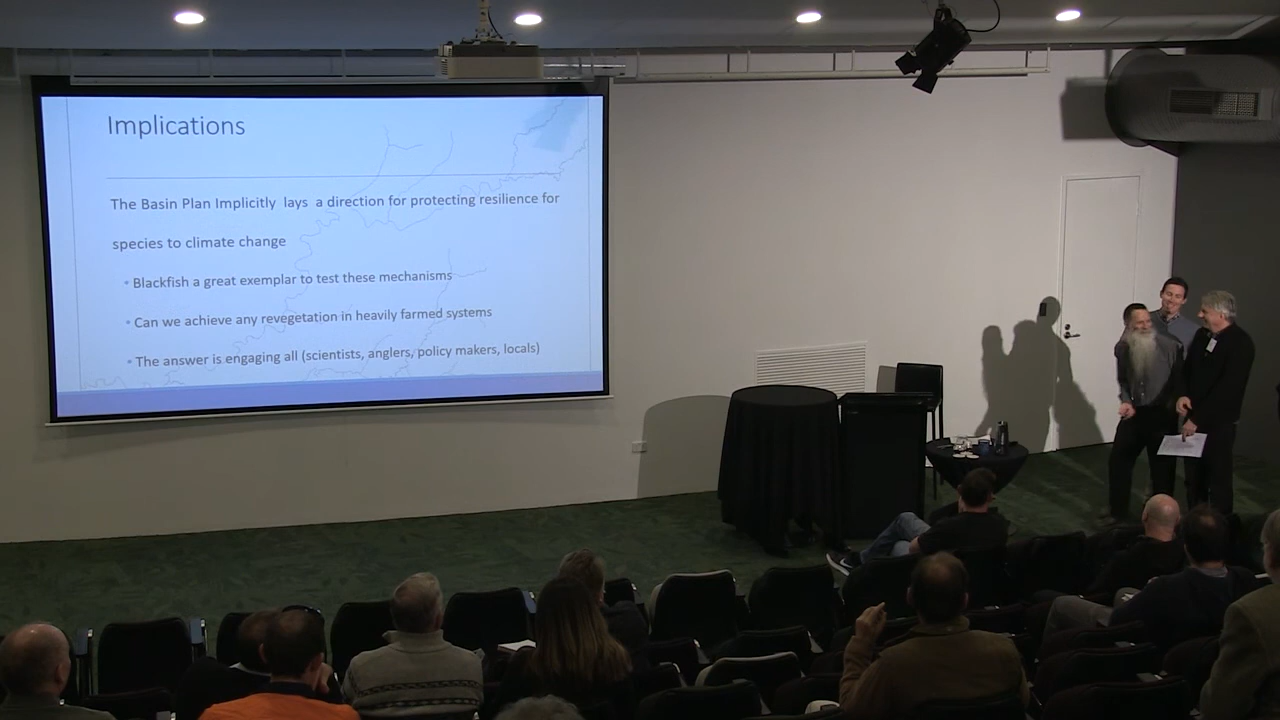 Implications
The Basin Plan Implicitly lays a direction for protecting resilience for
species to climate change
• Blackfish a great exemplar to test these mechanisms
• Can we achieve any revegetation in heavily farmed systems
• The answer is engaging all (scientists, anglers, policy makers, locals)